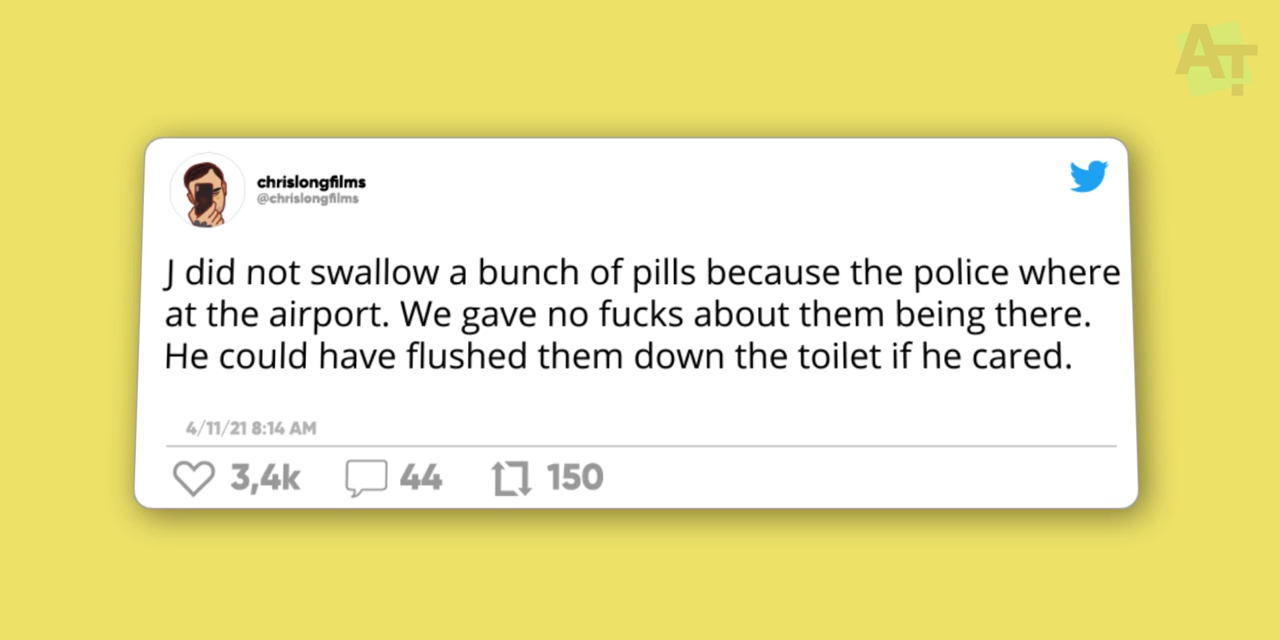 AT
chrislongfilms
@chrislongfilms
J did not swallow a bunch of pills because the police where
at the airport. We gave no fucks about them being there.
He could have flushed them down the toilet if he cared.
4/11/21 8:14 AM
3,4k 44 150